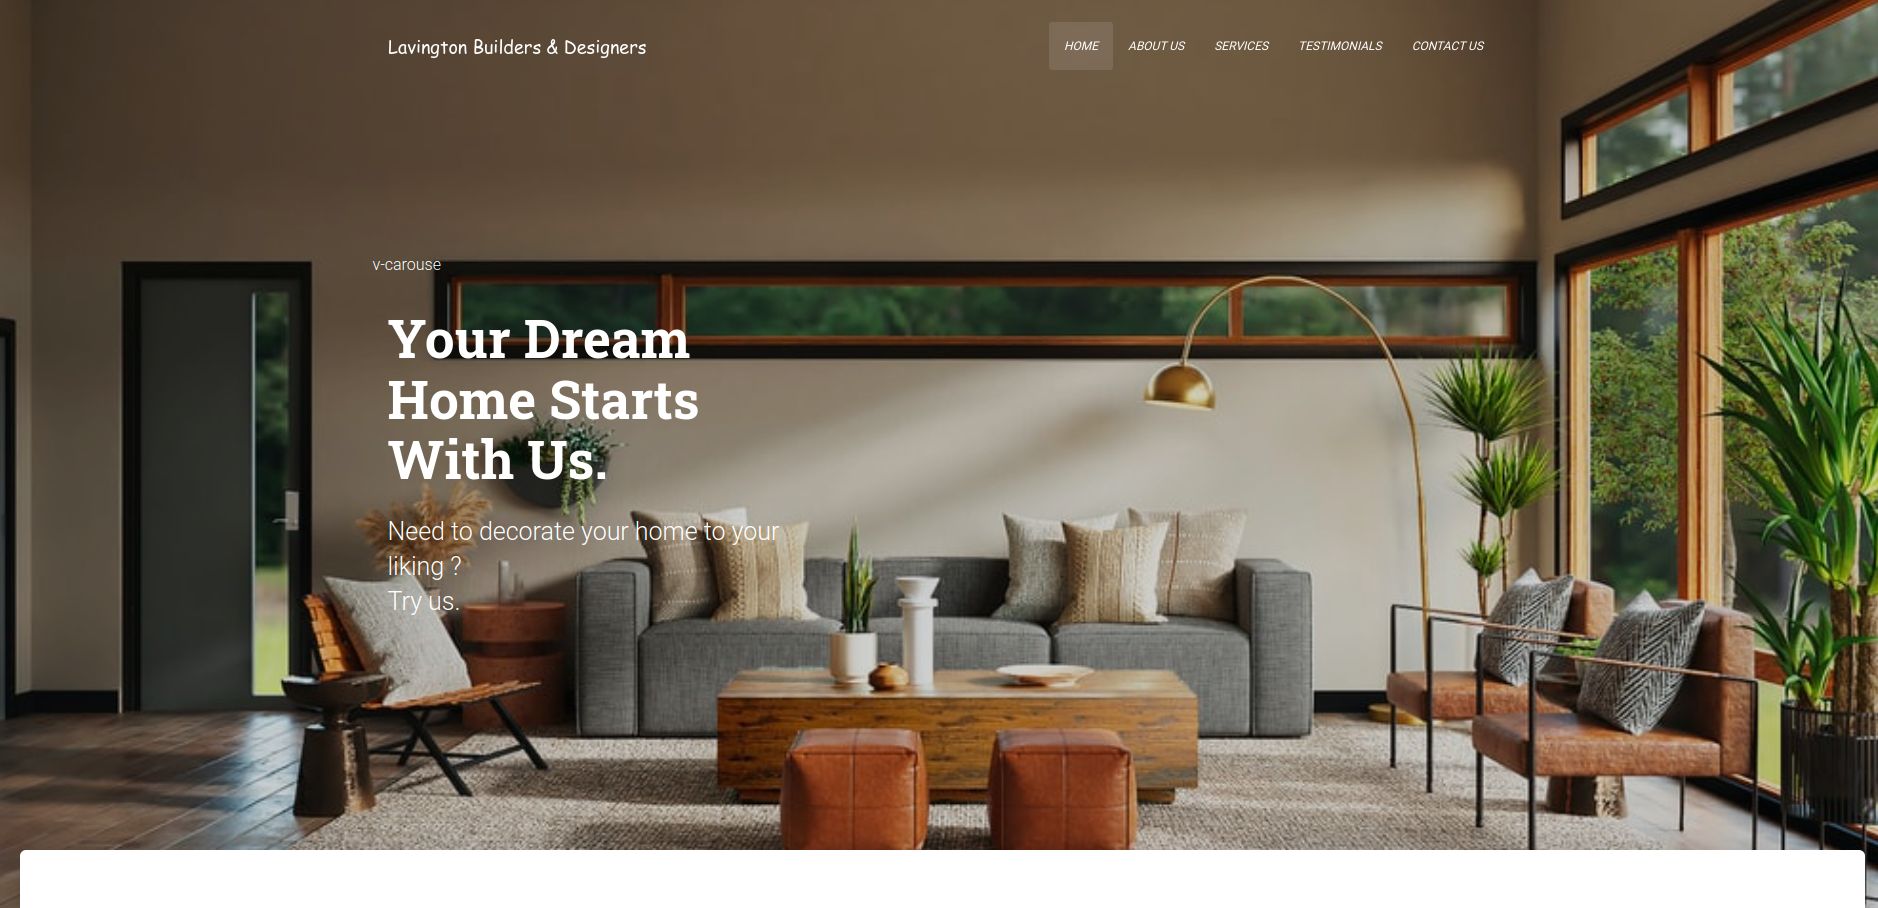 Lavington Builders & Designers
HOME ABOUT US SERVICES TESTIMONIALS CONTACT US
v-carouse
Your Dream
Home Starts
With Us.
Need to decorate your home to your
liking ?
Try us.